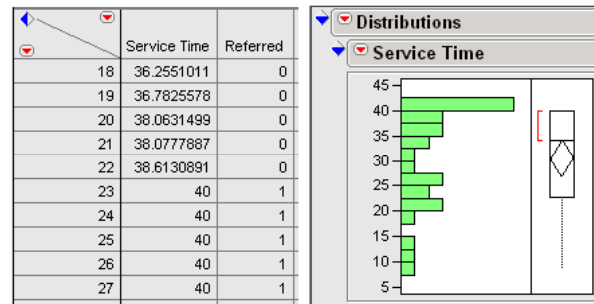 Service Time Referred
18 36.2551011 0
19 36.7825578 0
20 38.0631499 0
21 38.0777887 0
22 38.6130891 0
23 40 1
24 40 1
25 40 1
26 40 1
27 40 1
Distributions
Service Time
45
40
35
30
25
20
15
10
5